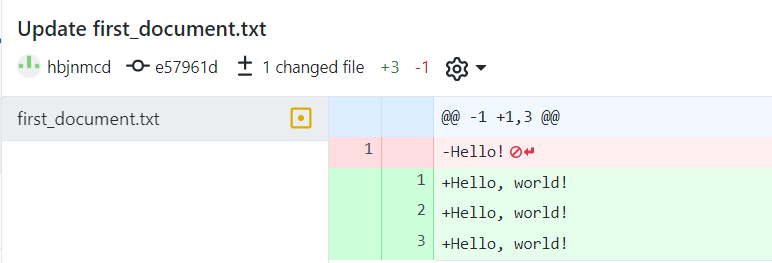 Update first_document.txt
hbjnmcd e57961d 1 changed file +3 -1
first_document.txt
@@ -1 +1,3 @@
1 -Hello!
1 +Hello, world!
2 +Hello, world!
3 +Hello, world!